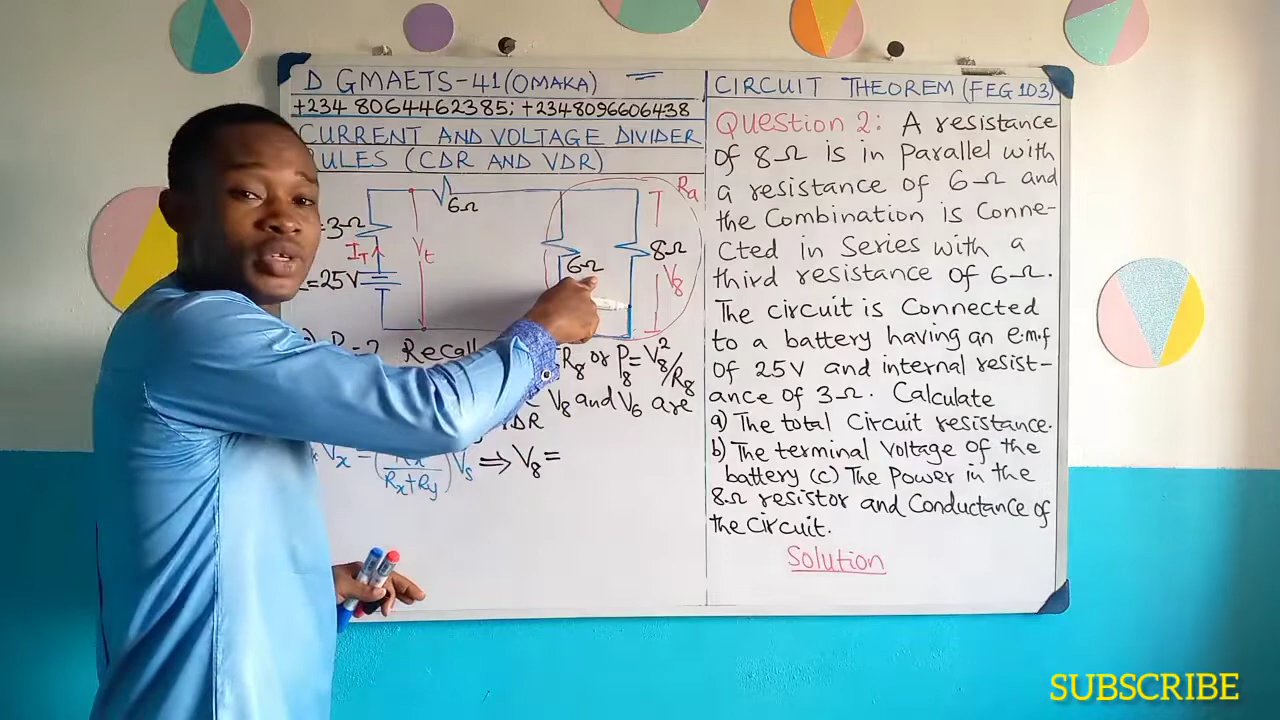 D GMAETS-41(OMAKA)
+234 8064462385; +2348096606438
CURRENT AND VOLTAGE DIVIDER
RULES (CDR AND VDR)
=3Ω
6Ω
Ra
IT
Vt
6Ω
8Ω
V8
=25V
Recall
R8 or P8 = V8²/R8
V8 and V6 are
VDR
Vx = (Rx/Rx+Ry)Vs ⇒ V8 =
CIRCUIT THEOREM (FEG 103)
Question 2: A resistance
of 8Ω is in Parallel with
a resistance of 6Ω and
the Combination is Conne-
cted in Series with a
third resistance of 6Ω.
The circuit is Connected
to a battery having an e.m.f
of 25V and internal resist-
ance of 3Ω. Calculate
a) The total Circuit resistance.
b) The terminal Voltage of the
battery (c) The Power in the
8Ω resistor and Conductance of
the Circuit.
Solution
SUBSCRIBE